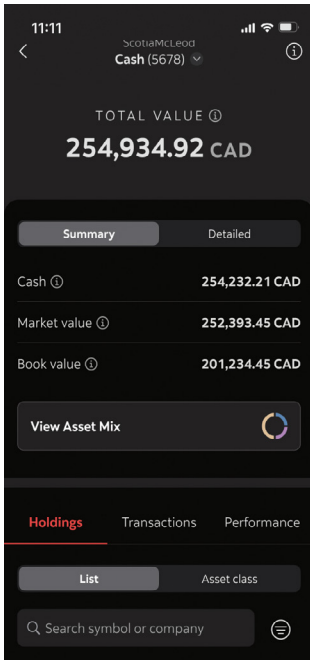 11:11
ScotiaMcLeod
Cash (5678)
TOTAL VALUE
254,934.92 CAD
Summary Detailed
Cash 254,232.21 CAD
Market value 252,393.45 CAD
Book value 201,234.45 CAD
View Asset Mix
Holdings Transactions Performance
List Asset class
Search symbol or company